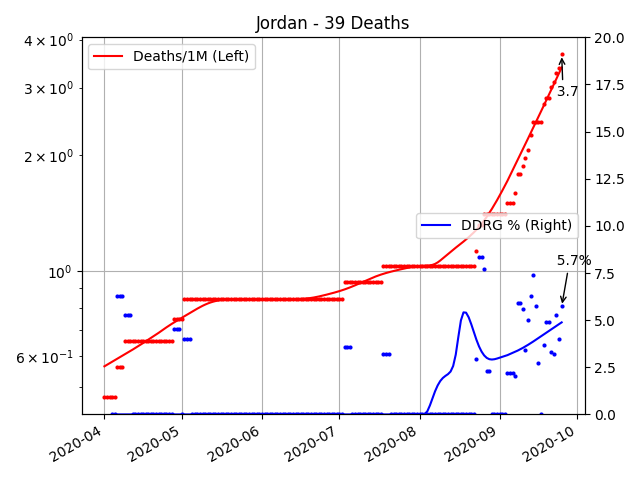 Jordan - 39 Deaths
Deaths/1M (Left)
DDRG % (Right)
3.7
5.7%
4 × 10⁰
3 × 10⁰
2 × 10⁰
10⁰
6 × 10⁻¹
20.0
17.5
15.0
12.5
10.0
7.5
5.0
2.5
0.0
2020-04
2020-05
2020-06
2020-07
2020-08
2020-09
2020-10